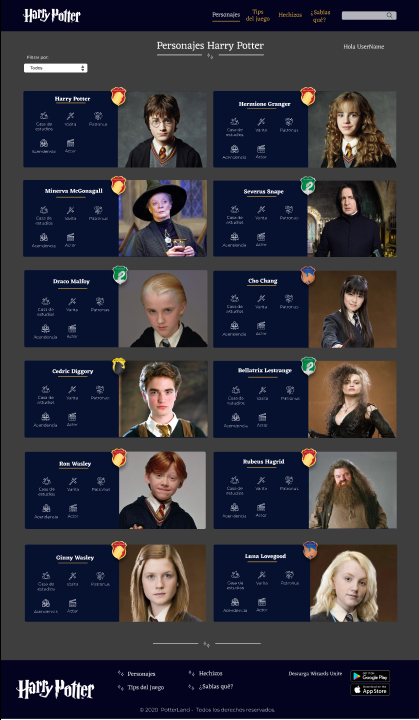 Harry Potter
Personajes
Tips
del juego
Hechizos
¿Sabías
qué?
Personajes Harry Potter
Hola UserName
Filtrar por:
Todos
Harry Potter
Casa de
estudios
Varita
Patronus
Ascendencia
Actor
Hermione Granger
Casa de
estudios
Varita
Patronus
Ascendencia
Actor
Minerva McGonagall
Casa de
estudios
Varita
Patronus
Ascendencia
Actor
Severus Snape
Casa de
estudios
Varita
Patronus
Ascendencia
Actor
Draco Malfoy
Casa de
estudios
Varita
Patronus
Ascendencia
Actor
Cho Chang
Casa de
estudios
Varita
Patronus
Ascendencia
Actor
Cedric Diggory
Casa de
estudios
Varita
Patronus
Ascendencia
Actor
Bellatrix Lestrange
Casa de
estudios
Varita
Patronus
Ascendencia
Actor
Ron Wasley
Casa de
estudios
Varita
Patronus
Ascendencia
Actor
Rubeus Hagrid
Casa de
estudios
Varita
Patronus
Ascendencia
Actor
Ginny Wasley
Casa de
estudios
Varita
Patronus
Ascendencia
Actor
Luna Lovegood
Casa de
estudios
Varita
Patronus
Ascendencia
Actor
Harry Potter
Personajes
Tips del juego
Hechizos
¿Sabías qué?
Descarga Wizards Unite
GET IT ON
Google Play
Download on the
App Store
© 2020 PotterLand - Todos los derechos reservados.